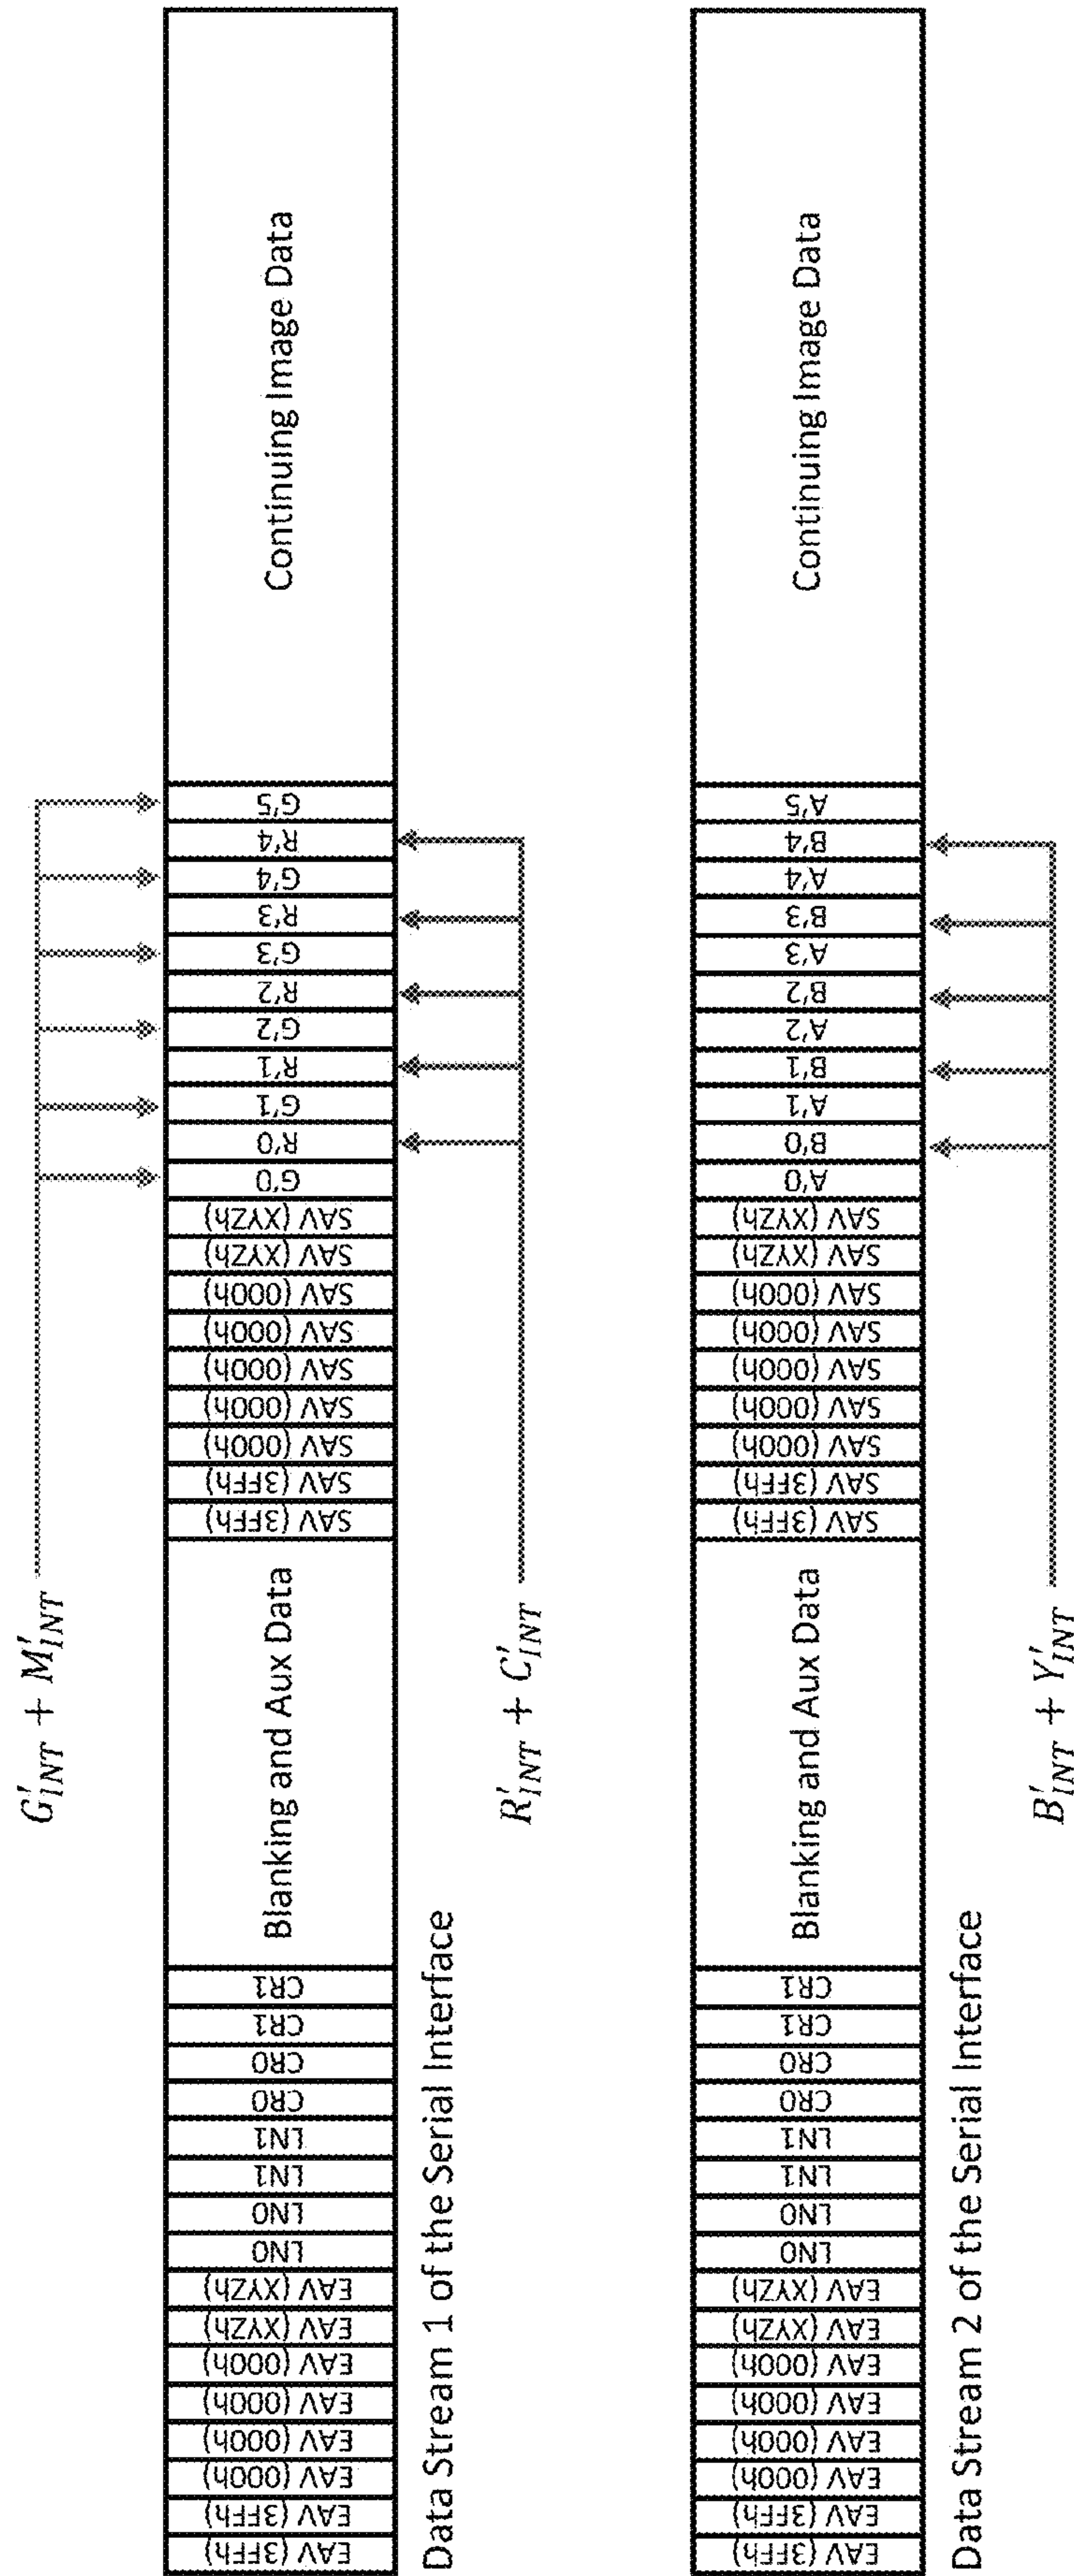 G'INT + M'INT
EAV (3FFh)
EAV (3FFh)
EAV (000h)
EAV (000h)
EAV (000h)
EAV (000h)
EAV (XYZh)
EAV (XYZh)
LN0
LN0
LN1
LN1
CR0
CR0
CR1
CR1
Blanking and Aux Data
SAV (3FFh)
SAV (3FFh)
SAV (000h)
SAV (000h)
SAV (000h)
SAV (000h)
SAV (000h)
SAV (XYZh)
SAV (XYZh)
G'0
R'0
G'1
R'1
G'2
R'2
G'3
R'3
G'4
R'4
G'5
Continuing Image Data
Data Stream 1 of the Serial Interface
R'INT + C'INT
EAV (3FFh)
EAV (3FFh)
EAV (000h)
EAV (000h)
EAV (000h)
EAV (000h)
EAV (XYZh)
EAV (XYZh)
LN0
LN0
LN1
LN1
CR0
CR0
CR1
CR1
Blanking and Aux Data
SAV (3FFh)
SAV (3FFh)
SAV (000h)
SAV (000h)
SAV (000h)
SAV (000h)
SAV (000h)
SAV (XYZh)
SAV (XYZh)
A'0
B'0
A'1
B'1
A'2
B'2
A'3
B'3
A'4
B'4
A'5
Continuing Image Data
Data Stream 2 of the Serial Interface
B'INT + Y'INT